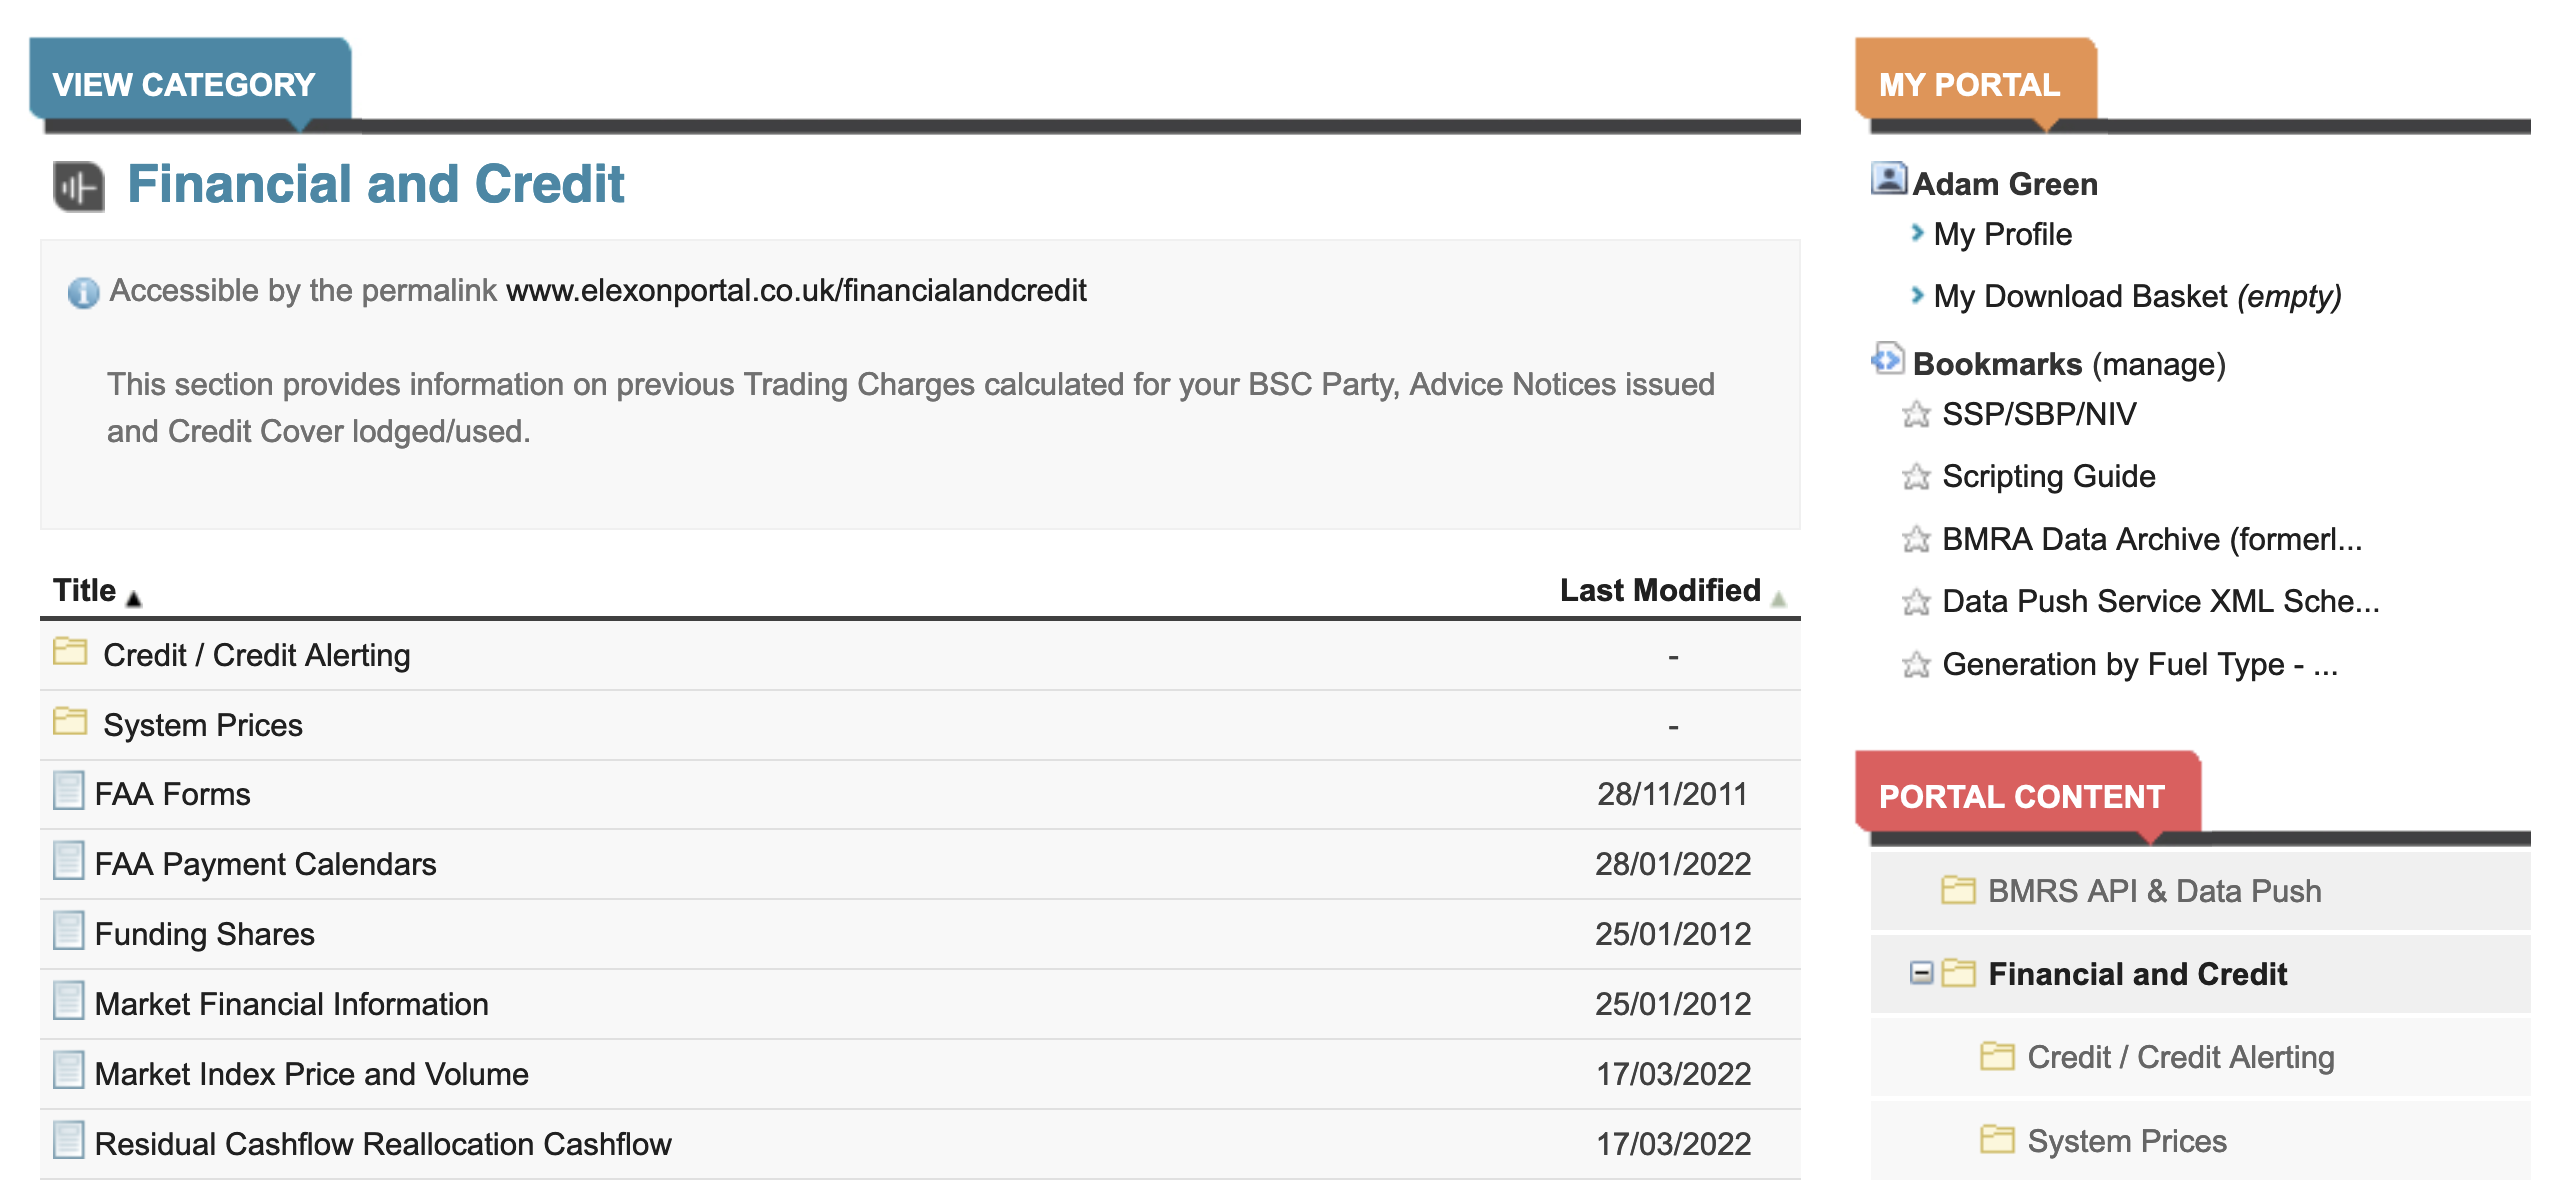 VIEW CATEGORY
Financial and Credit
Accessible by the permalink www.elexonportal.co.uk/financialandcredit
This section provides information on previous Trading Charges calculated for your BSC Party, Advice Notices issued
and Credit Cover lodged/used.
Title Last Modified
Credit / Credit Alerting -
System Prices -
FAA Forms 28/11/2011
FAA Payment Calendars 28/01/2022
Funding Shares 25/01/2012
Market Financial Information 25/01/2012
Market Index Price and Volume 17/03/2022
Residual Cashflow Reallocation Cashflow 17/03/2022
MY PORTAL
Adam Green
My Profile
My Download Basket (empty)
Bookmarks (manage)
SSP/SBP/NIV
Scripting Guide
BMRA Data Archive (formerl...
Data Push Service XML Sche...
Generation by Fuel Type - ...
PORTAL CONTENT
BMRS API & Data Push
Financial and Credit
Credit / Credit Alerting
System Prices